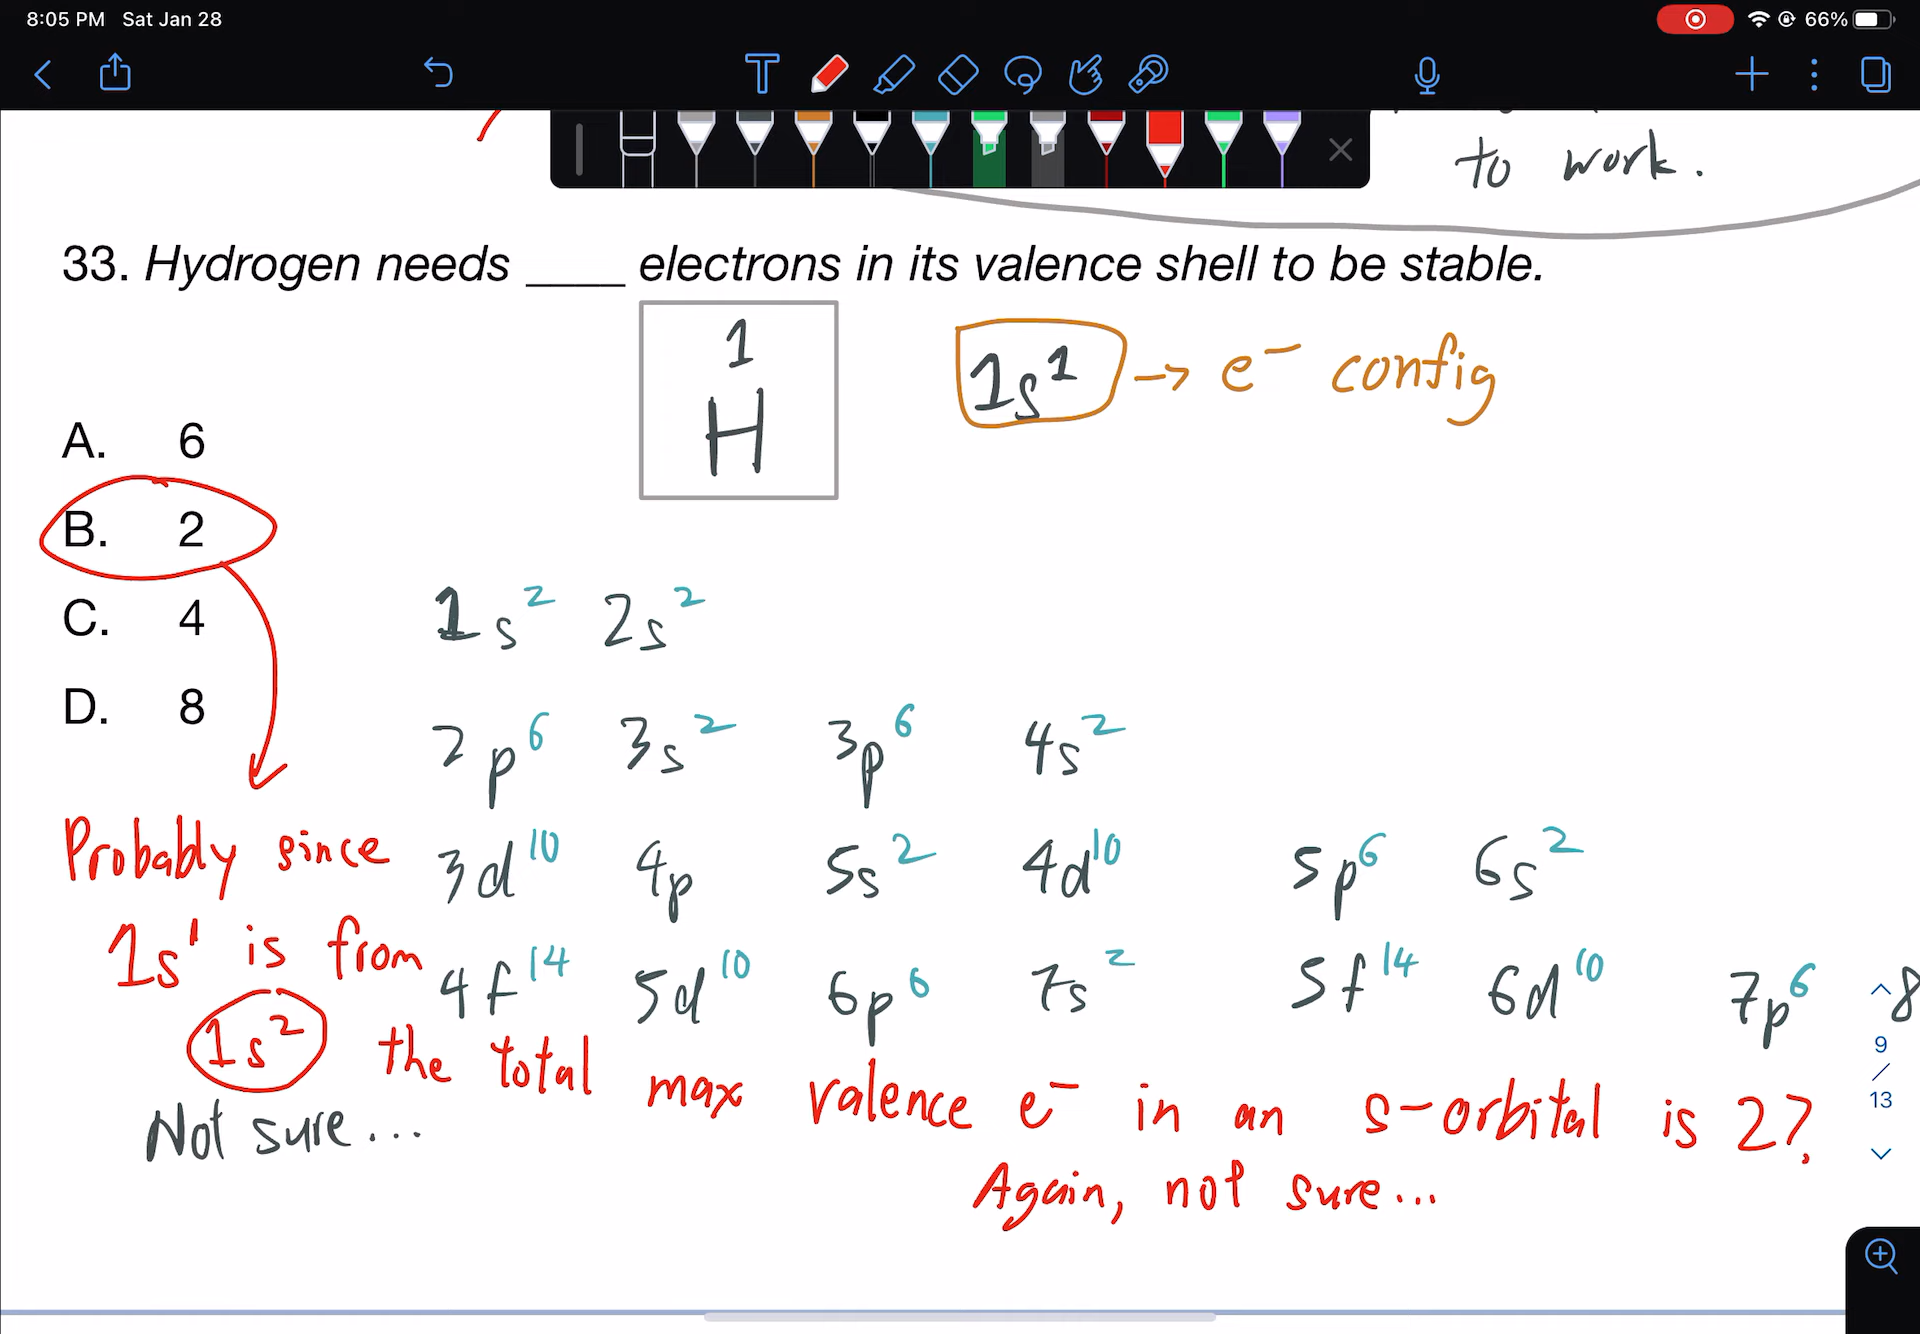 8:05 PM Sat Jan 28 66%
to work.
33. Hydrogen needs ____ electrons in its valence shell to be stable.
1
H
1s¹ → e⁻ config
A. 6
B. 2
C. 4
D. 8
1s² 2s²
2p⁶ 3s² 3p⁶ 4s²
3d¹⁰ 4p 5s² 4d¹⁰ 5p⁶ 6s²
4f¹⁴ 5d¹⁰ 6p⁶ 7s² 5f¹⁴ 6d¹⁰ 7p⁶ 8
Probably since
1s¹ is from
1s² the total max valence e⁻ in an s-orbital is 2?
Not sure...
Again, not sure...
9
/
13